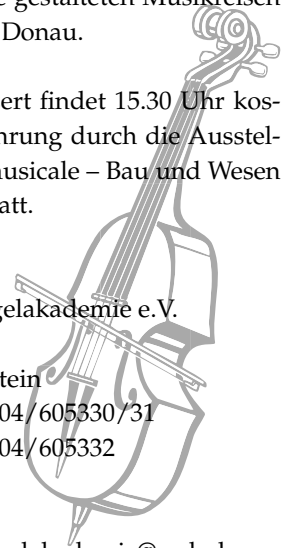 e gestalteten Musikreisen
Donau.
ert findet 15.30 Uhr kos-
hrung durch die Ausstel-
musicale – Bau und Wesen
att.
gelakademie e.V.
tein
04/605330/31
04/605332